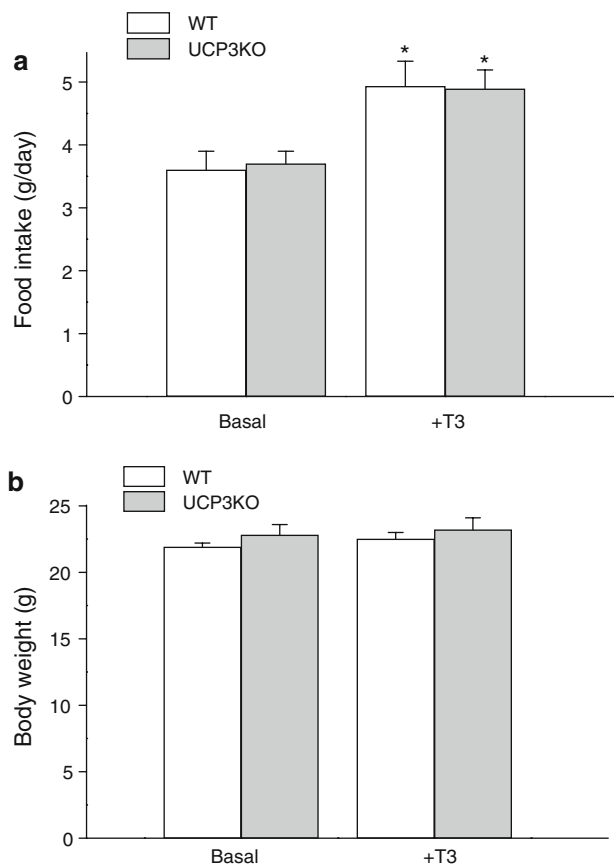 WT
UCP3KO
a
*
*
Food intake (g/day)
5
4
3
2
1
0
Basal
+T3
WT
UCP3KO
b
Body weight (g)
25
20
15
10
5
0
Basal
+T3